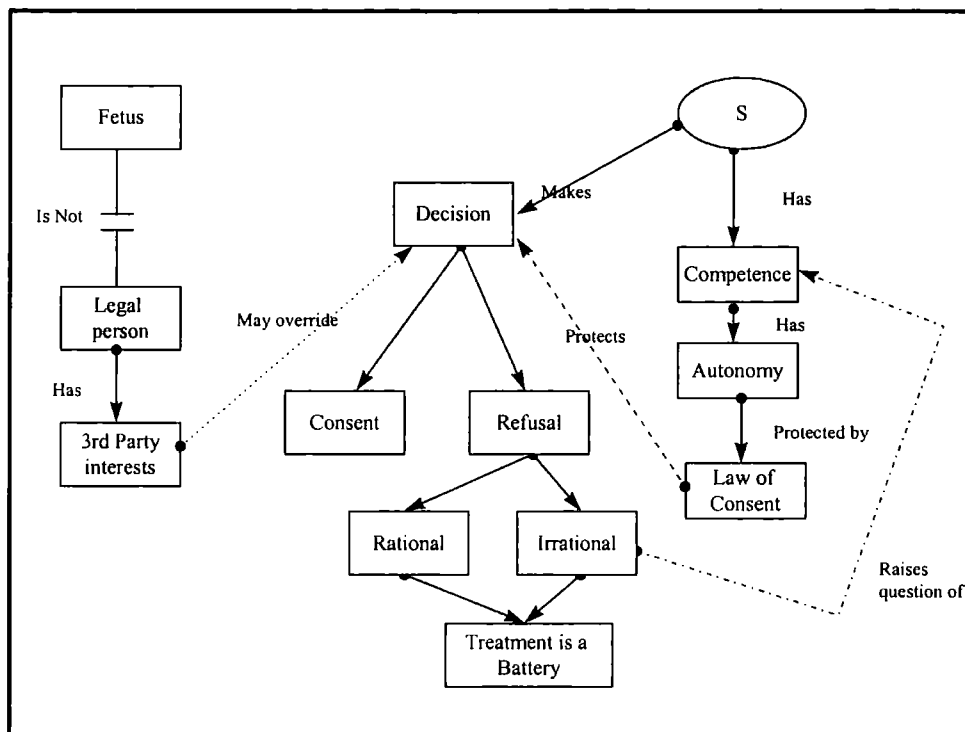 Fetus
S
Makes
Has
Decision
Is Not
Competence
Legal
person
May override
Has
Protects
Autonomy
Has
Consent
Refusal
Protected by
3rd Party
interests
Law of
Consent
Rational
Irrational
Raises
question of
Treatment is a
Battery